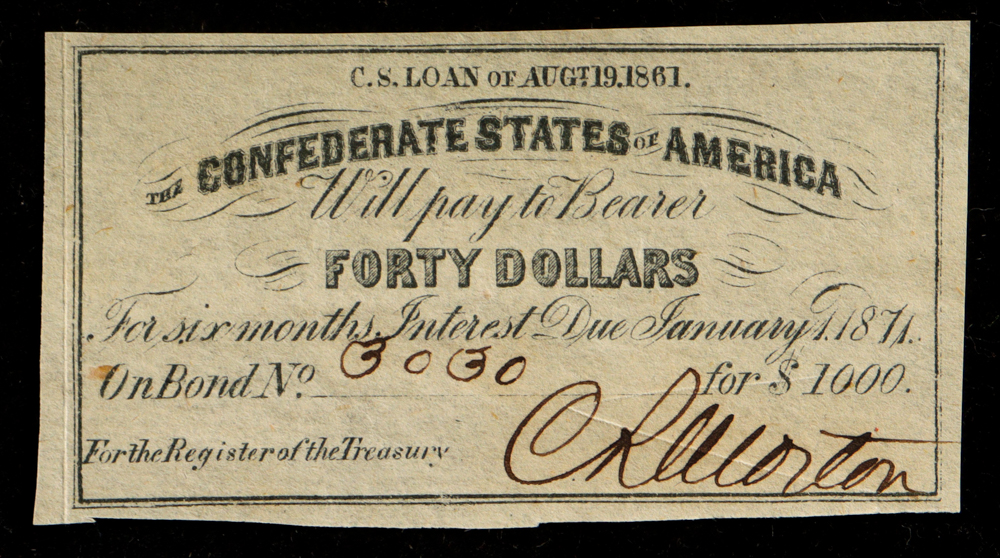 C.S. LOAN OF AUGT. 19. 1861.
THE CONFEDERATE STATES OF AMERICA
Will pay to Bearer
FORTY DOLLARS
For six months Interest Due January 1. 1871.
On Bond No. 3030 for $ 1000.
For the Register of the Treasury C R Morton